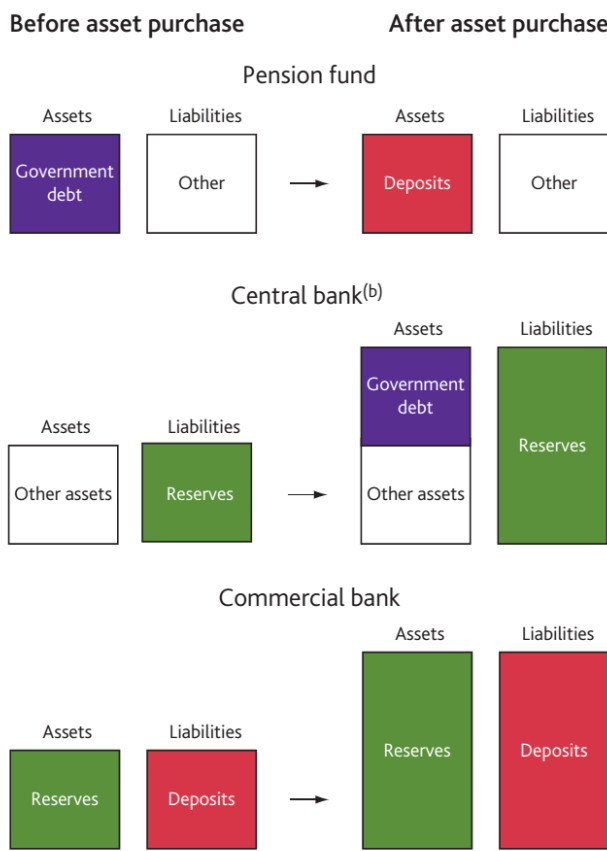 Before asset purchase
After asset purchase
Pension fund
Assets
Liabilities
Assets
Liabilities
Government
debt
Other
Deposits
Other
Central bank(b)
Assets
Liabilities
Government
debt
Assets
Liabilities
Reserves
Other assets
Reserves
Other assets
Commercial bank
Assets
Liabilities
Assets
Liabilities
Reserves
Deposits
Reserves
Deposits